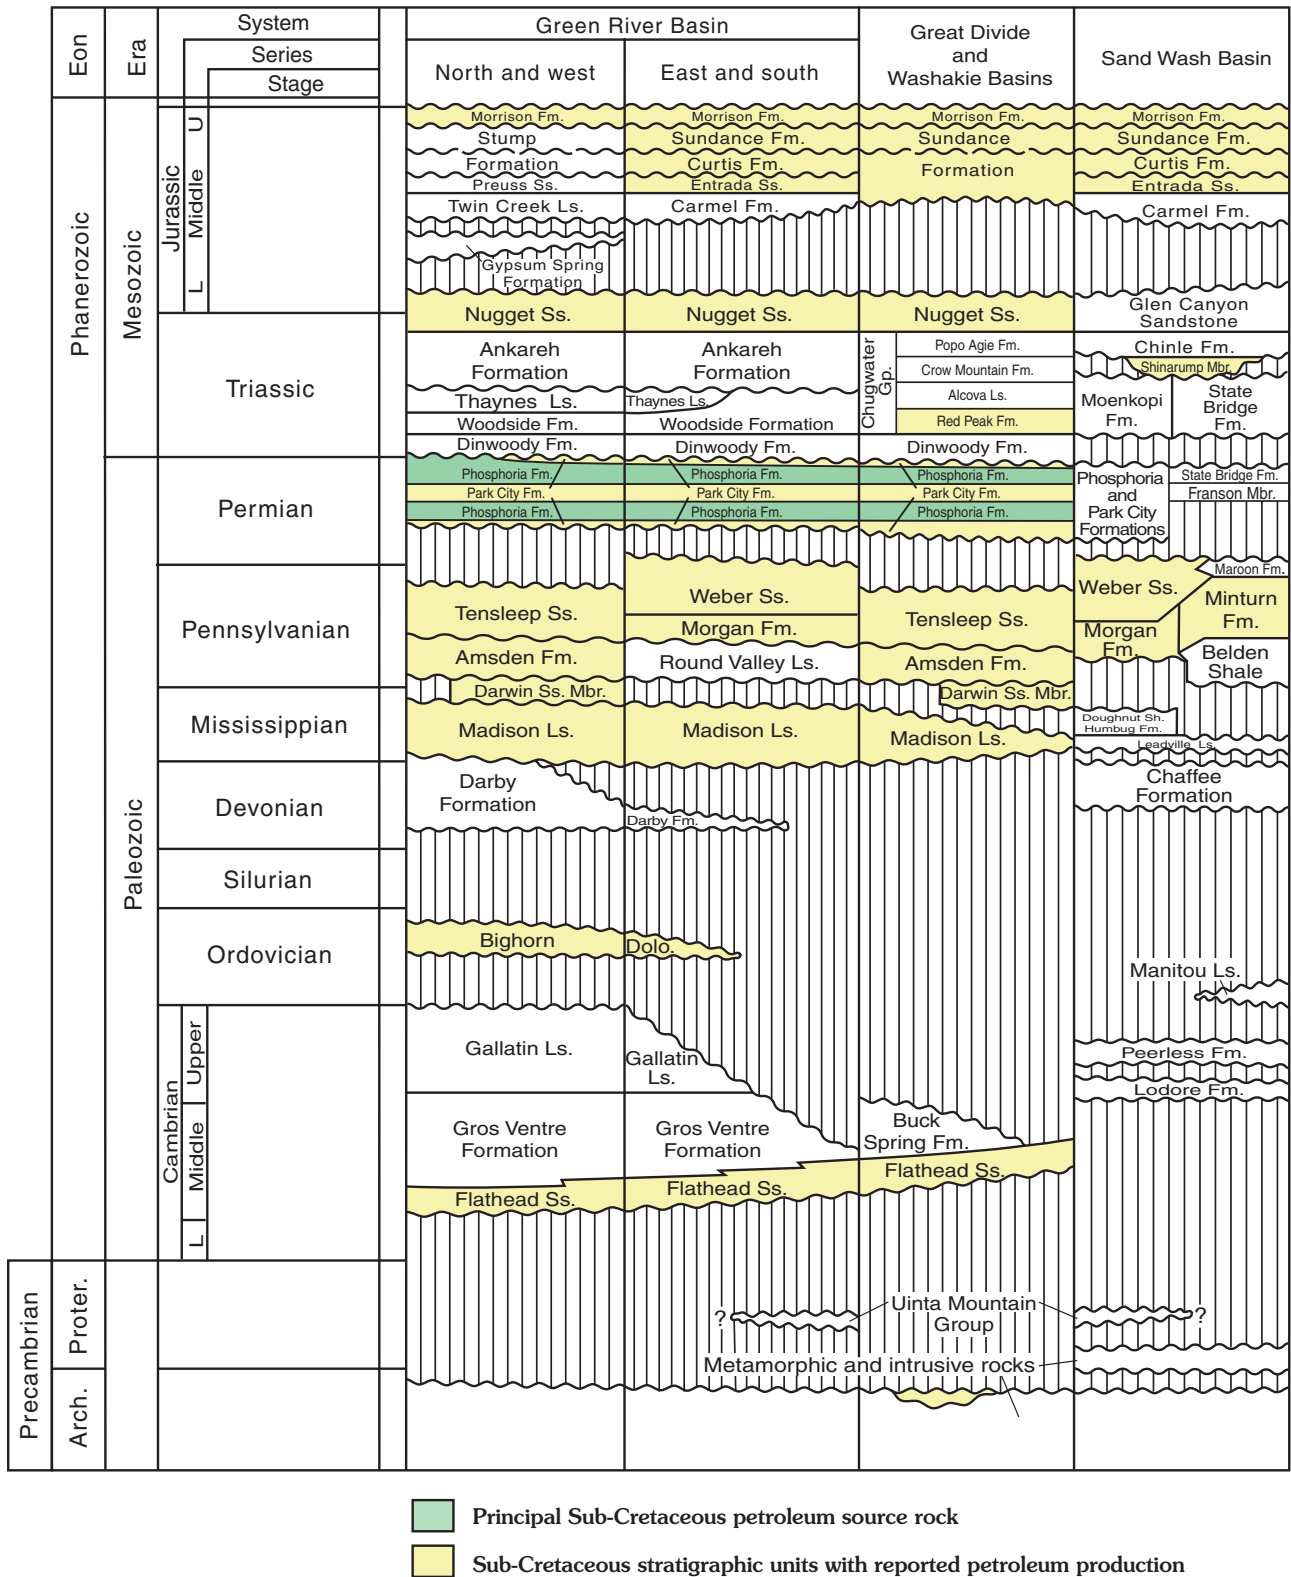 Eon
Era
System
Series
Stage
Green River Basin
North and west
East and south
Great Divide
and
Washakie Basins
Sand Wash Basin
Phanerozoic
Mesozoic
Jurassic
U
Middle
L
Morrison Fm.
Morrison Fm.
Morrison Fm.
Morrison Fm.
Stump
Formation
Sundance Fm.
Sundance
Formation
Sundance Fm.
Curtis Fm.
Curtis Fm.
Preuss Ss.
Entrada Ss.
Entrada Ss.
Twin Creek Ls.
Carmel Fm.
Carmel Fm.
Gypsum Spring
Formation
Nugget Ss.
Nugget Ss.
Nugget Ss.
Glen Canyon
Sandstone
Triassic
Ankareh
Formation
Ankareh
Formation
Chugwater
Gp.
Popo Agie Fm.
Crow Mountain Fm.
Alcova Ls.
Red Peak Fm.
Chinle Fm.
Shinarump Mbr.
Thaynes Ls.
Thaynes Ls.
Moenkopi
Fm.
State
Bridge
Fm.
Woodside Fm.
Woodside Formation
Dinwoody Fm.
Dinwoody Fm.
Dinwoody Fm.
Paleozoic
Permian
Phosphoria Fm.
Phosphoria Fm.
Phosphoria Fm.
Park City Fm.
Park City Fm.
Park City Fm.
Phosphoria Fm.
Phosphoria Fm.
Phosphoria Fm.
Phosphoria
and
Park City
Formations
State Bridge Fm.
Franson Mbr.
Pennsylvanian
Tensleep Ss.
Weber Ss.
Tensleep Ss.
Weber Ss.
Maroon Fm.
Minturn
Fm.
Morgan Fm.
Morgan
Fm.
Amsden Fm.
Round Valley Ls.
Amsden Fm.
Belden
Shale
Darwin Ss. Mbr.
Darwin Ss. Mbr.
Mississippian
Madison Ls.
Madison Ls.
Madison Ls.
Doughnut Sh.
Humbug Fm.
Leadville Ls.
Devonian
Darby
Formation
Darby Fm.
Chaffee
Formation
Silurian
Ordovician
Bighorn
Dolo.
Manitou Ls.
Cambrian
Upper
Middle
L
Gallatin Ls.
Gallatin
Ls.
Peerless Fm.
Lodore Fm.
Gros Ventre
Formation
Gros Ventre
Formation
Buck
Spring Fm.
Flathead Ss.
Flathead Ss.
Flathead Ss.
Precambrian
Proter.
Arch.
?
Uinta Mountain
Group
?
Metamorphic and intrusive rocks
Principal Sub-Cretaceous petroleum source rock
Sub-Cretaceous stratigraphic units with reported petroleum production